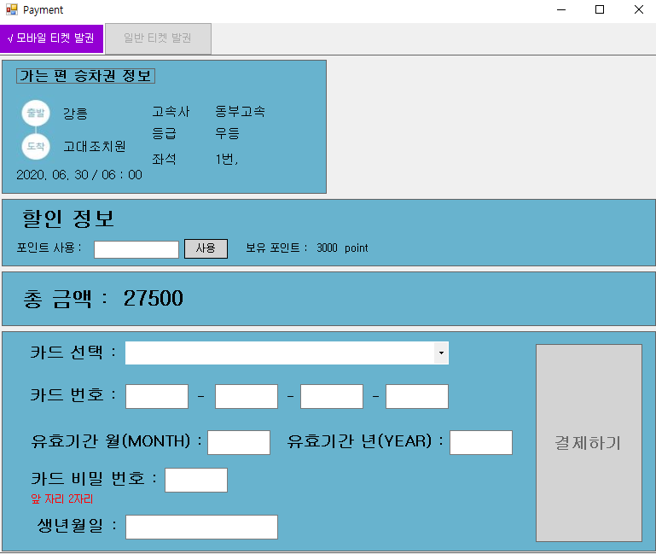 Payment
√ 모바일 티켓 발권 일반 티켓 발권
가는 편 승차권 정보
출발 강릉 고속사 동부고속
등급 우등
도착 고대조치원
좌석 1번,
2020. 06. 30 / 06 : 00
할인 정보
포인트 사용 : 사용 보유 포인트 : 3000 point
총 금액 : 27500
카드 선택 :
카드 번호 : - - -
유효기간 월(MONTH) : 유효기간 년(YEAR) :
결제하기
카드 비밀 번호 :
앞 자리 2자리
생년월일 :